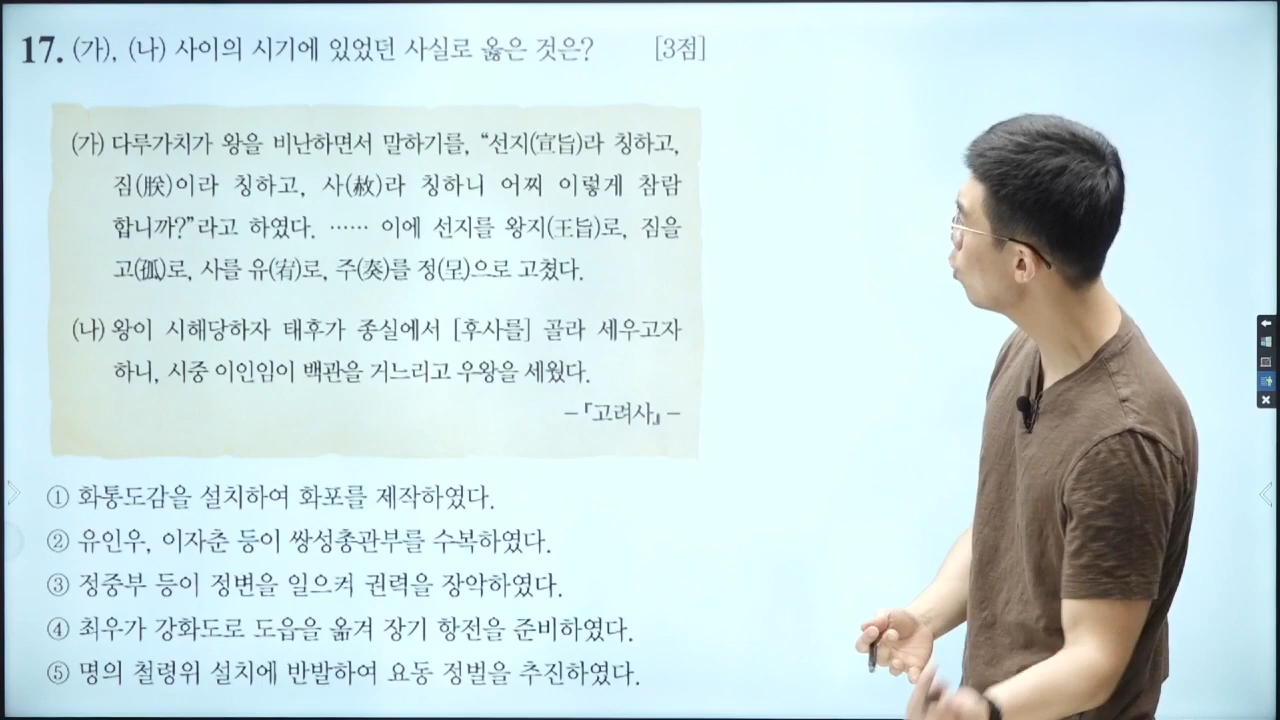 17. (가), (나) 사이의 시기에 있었던 사실로 옳은 것은? [3점]
(가) 다루가치가 왕을 비난하면서 말하기를, “선지(宣旨)라 칭하고,
짐(朕)이라 칭하고, 사(赦)라 칭하니 어찌 이렇게 참람
합니까?”라고 하였다. …… 이에 선지를 왕지(王旨)로, 짐을
고(孤)로, 사를 유(宥)로, 주(奏)를 정(呈)으로 고쳤다.
(나) 왕이 시해당하자 태후가 종실에서 [후사를] 골라 세우고자
하니, 시중 이인임이 백관을 거느리고 우왕을 세웠다.
－『고려사』－
① 화통도감을 설치하여 화포를 제작하였다.
② 유인우, 이자춘 등이 쌍성총관부를 수복하였다.
③ 정중부 등이 정변을 일으켜 권력을 장악하였다.
④ 최우가 강화도로 도읍을 옮겨 장기 항전을 준비하였다.
⑤ 명의 철령위 설치에 반발하여 요동 정벌을 추진하였다.